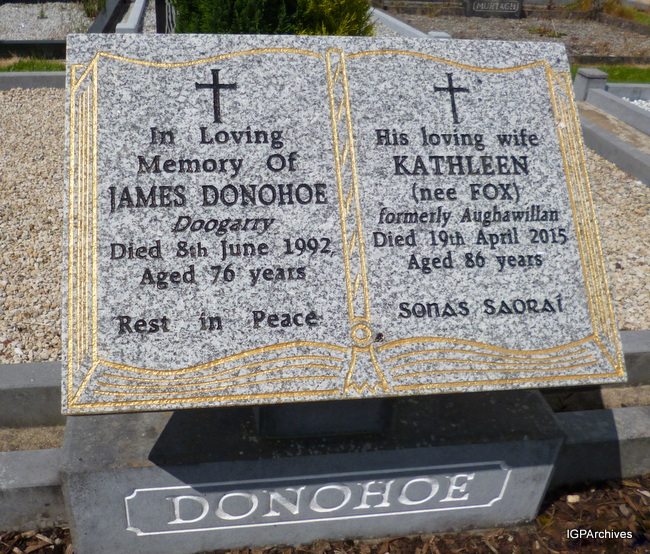 MURTAGH
In Loving
Memory Of
JAMES DONOHOE
Doogarry
Died 8th June 1992
Aged 76 years
Rest in Peace
His loving wife
KATHLEEN
(nee FOX)
formerly Aughawillan
Died 19th April 2015
Aged 86 years
Sonas Saoraí
DONOHOE
IGPArchives